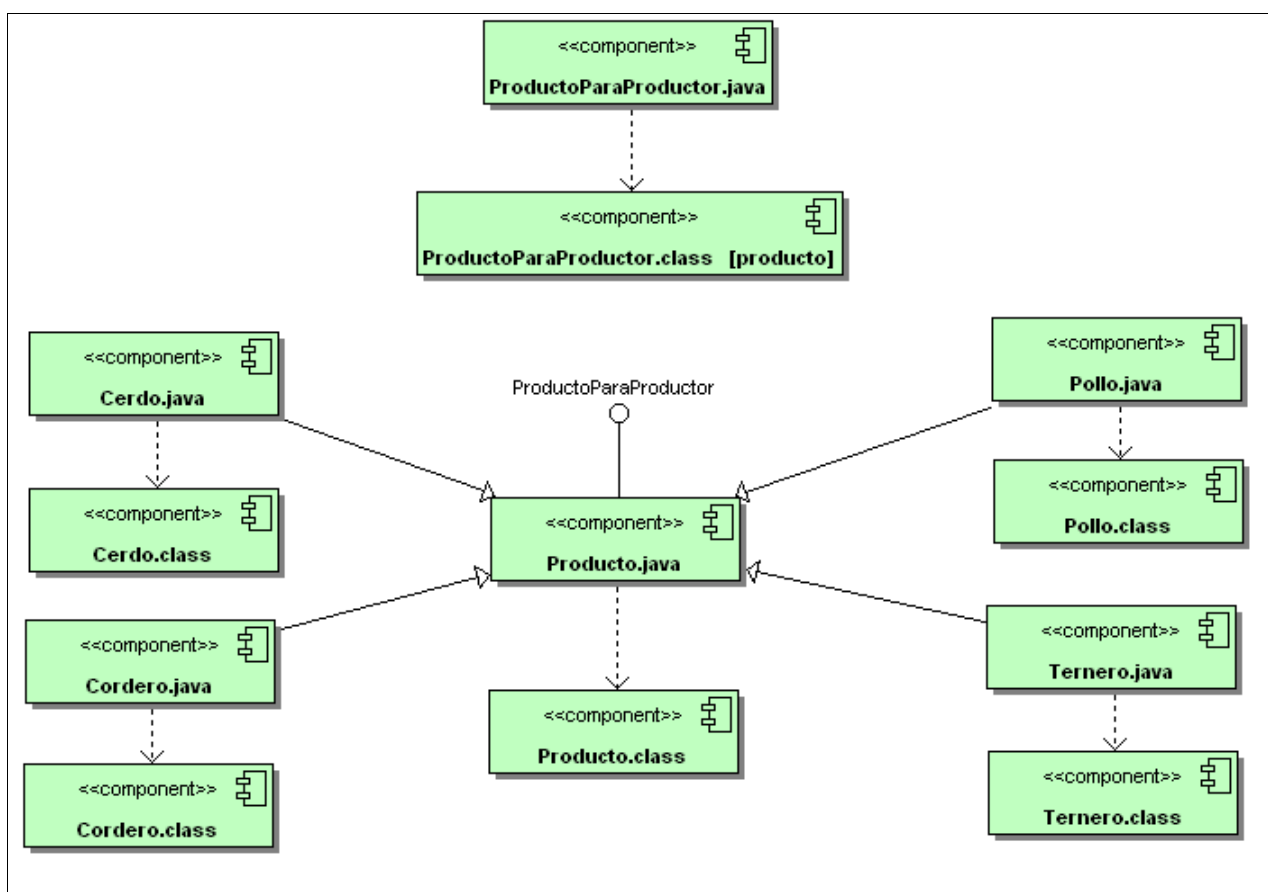 <<component>>
ProductoParaProductor.java
<<component>>
ProductoParaProductor.class [producto]
<<component>>
Cerdo.java
<<component>>
Cerdo.class
ProductoParaProductor
<<component>>
Pollo.java
<<component>>
Pollo.class
<<component>>
Producto.java
<<component>>
Cordero.java
<<component>>
Cordero.class
<<component>>
Producto.class
<<component>>
Ternero.java
<<component>>
Ternero.class